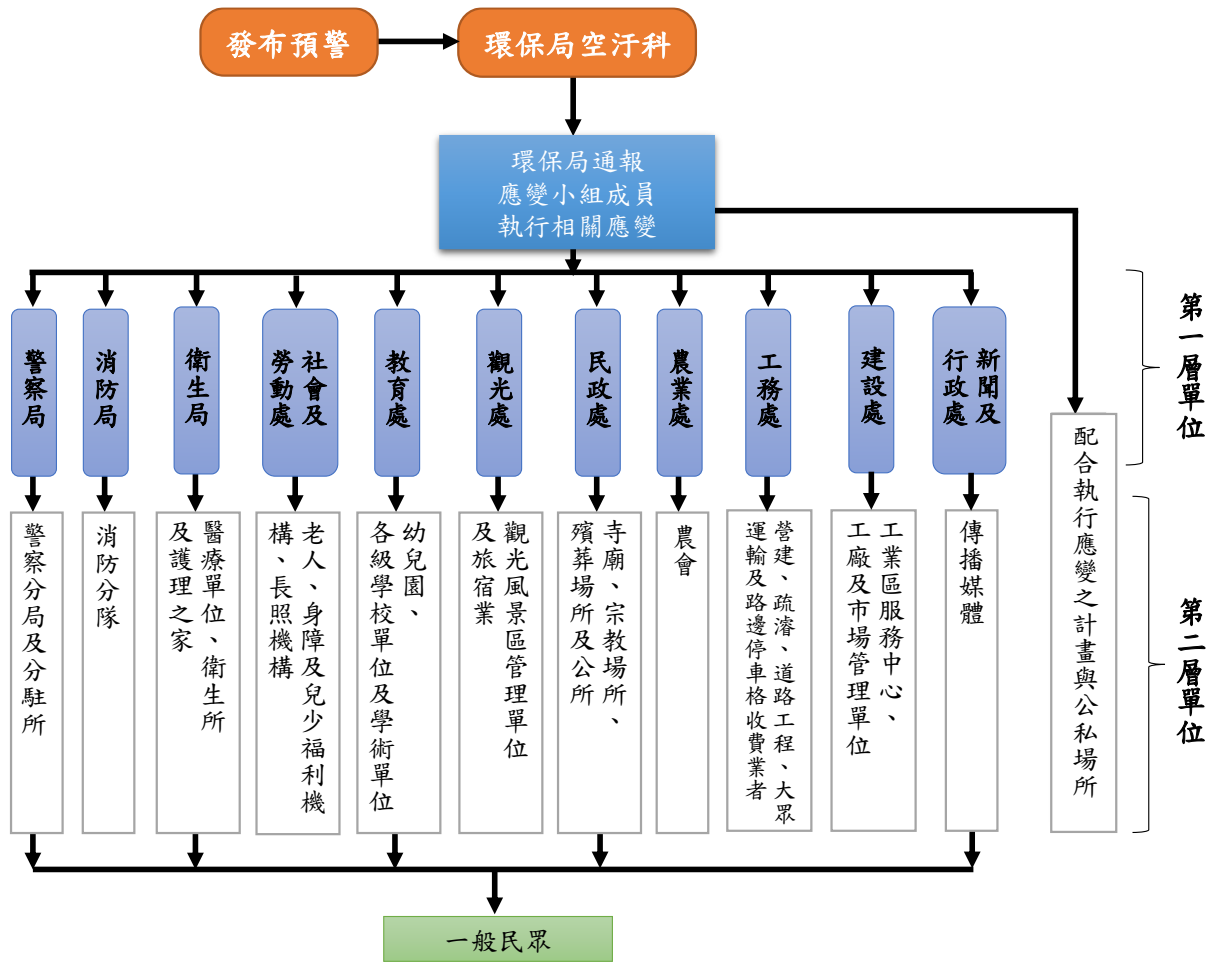 發布預警
環保局空汙科
環保局通報
應變小組成員
執行相關應變
警察局
消防局
衛生局
社會及
勞動處
教育處
觀光處
民政處
農業處
工務處
建設處
新聞及
行政處
第一層單位
警察分局及分駐所
消防分隊
醫療單位、衛生所
及護理之家
老人、身障及兒少福利機
構、長照機構
幼兒園、
各級學校單位及學術單位
觀光風景區管理單位
及旅宿業
寺廟、宗教場所、
殯葬場所及公所
農會
營建、疏濬、道路工程、大眾
運輸及路邊停車格收費業者
工業區服務中心、
工廠及市場管理單位
傳播媒體
配合執行應變之計畫與公私場所
第二層單位
一般民眾